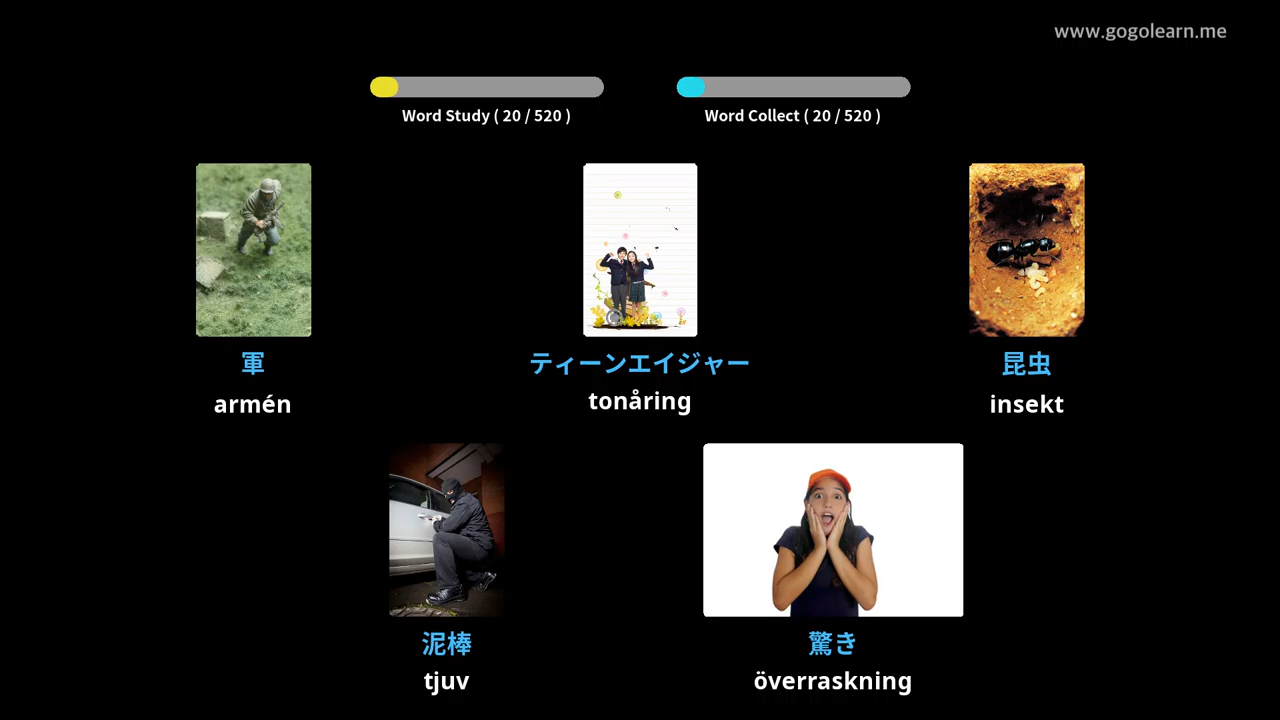 www.gogolearn.me
Word Study ( 20 / 520 )
Word Collect ( 20 / 520 )
軍
armén
ティーンエイジャー
tonåring
昆虫
insekt
泥棒
tjuv
驚き
överraskning